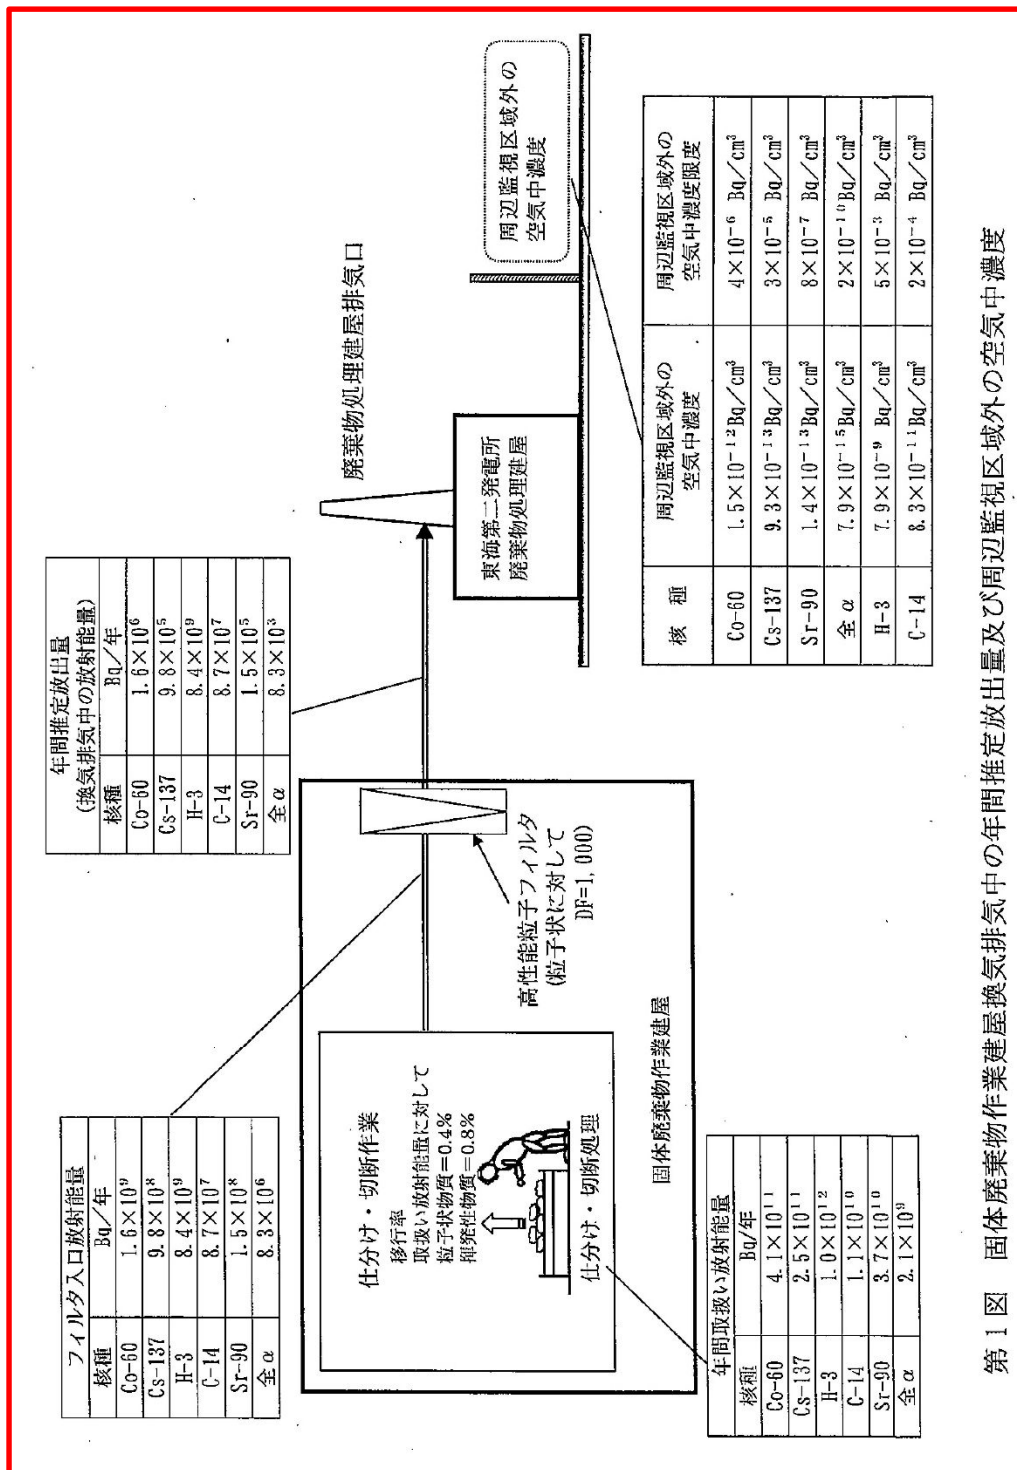 フィルタ入口放射能量
核種 Bq/年
Co-60 1.6×10⁹
Cs-137 9.8×10⁸
H-3 8.4×10⁹
C-14 8.7×10⁷
Sr-90 1.5×10⁸
全α 8.3×10⁶
年間推定放出量
(換気排気中の放射能量)
核種 Bq/年
Co-60 1.6×10⁶
Cs-137 9.8×10⁵
H-3 8.4×10⁹
C-14 8.7×10⁷
Sr-90 1.5×10⁵
全α 8.3×10³
仕分け・切断作業
移行率
取扱い放射能量に対して
粒子状物質=0.4%
揮発性物質=0.8%
仕分け・切断処理
高性能粒子フィルタ
(粒子状に対して
DF=1,000)
固体廃棄物作業建屋
廃棄物処理建屋排気口
東海第二発電所
廃棄物処理建屋
周辺監視区域外の
空気中濃度
年間取扱い放射能量
核種 Bq/年
Co-60 4.1×10¹¹
Cs-137 2.5×10¹¹
H-3 1.0×10¹²
C-14 1.1×10¹⁰
Sr-90 3.7×10¹⁰
全α 2.1×10⁹
核種 周辺監視区域外の 周辺監視区域外の
空気中濃度 空気中濃度限度
Co-60 1.5×10⁻¹²Bq/cm³ 4×10⁻⁶ Bq/cm³
Cs-137 9.3×10⁻¹³Bq/cm³ 3×10⁻⁵ Bq/cm³
Sr-90 1.4×10⁻¹³Bq/cm³ 8×10⁻⁷ Bq/cm³
全α 7.9×10⁻¹⁵Bq/cm³ 2×10⁻¹⁰Bq/cm³
H-3 7.9×10⁻⁹ Bq/cm³ 5×10⁻³ Bq/cm³
C-14 8.3×10⁻¹¹Bq/cm³ 2×10⁻⁴ Bq/cm³
第1図 固体廃棄物作業建屋換気排気中の年間推定放出量及び周辺監視区域外の空気中濃度